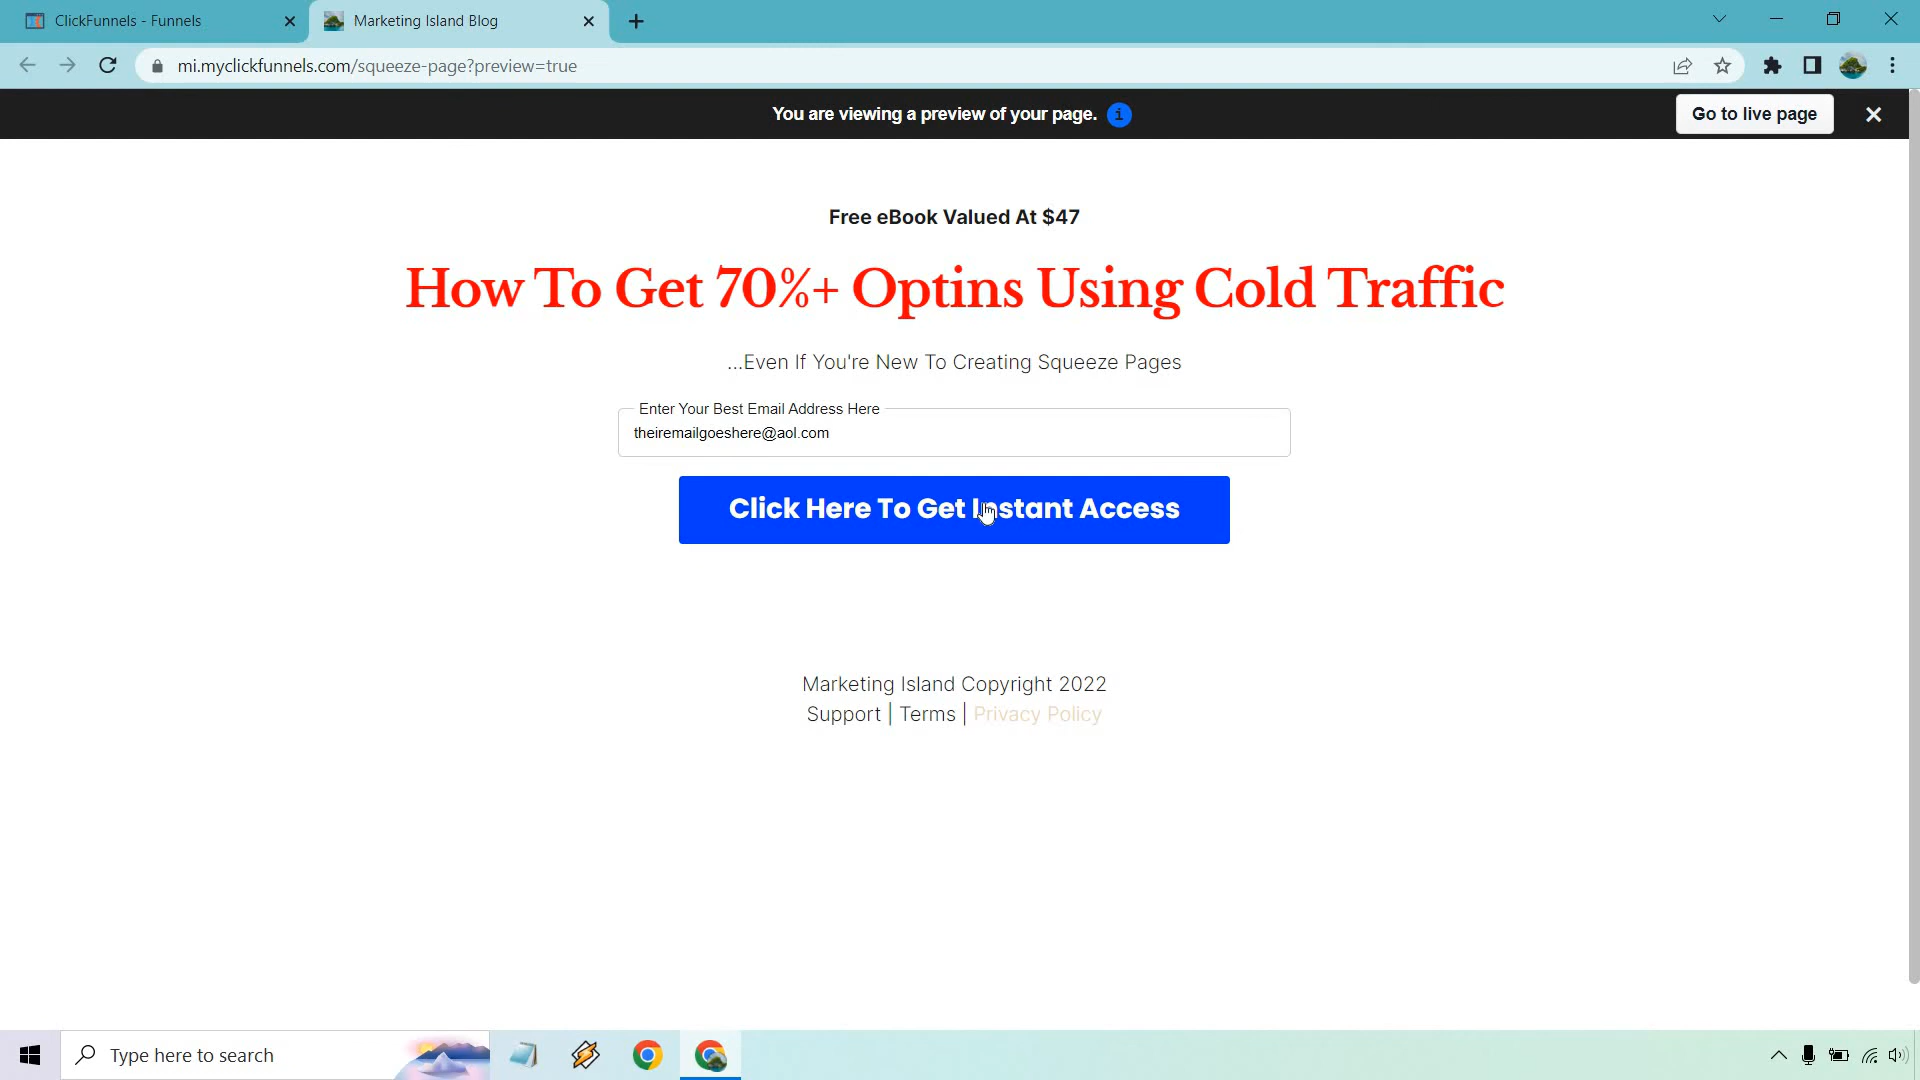 ClickFunnels - Funnels
Marketing Island Blog
mi.myclickfunnels.com/squeeze-page?preview=true
You are viewing a preview of your page. i
Go to live page
Free eBook Valued At $47
How To Get 70%+ Optins Using Cold Traffic
...Even If You're New To Creating Squeeze Pages
Enter Your Best Email Address Here
theiremailgoeshere@aol.com
Click Here To Get Instant Access
Marketing Island Copyright 2022
Support | Terms | Privacy Policy
Type here to search